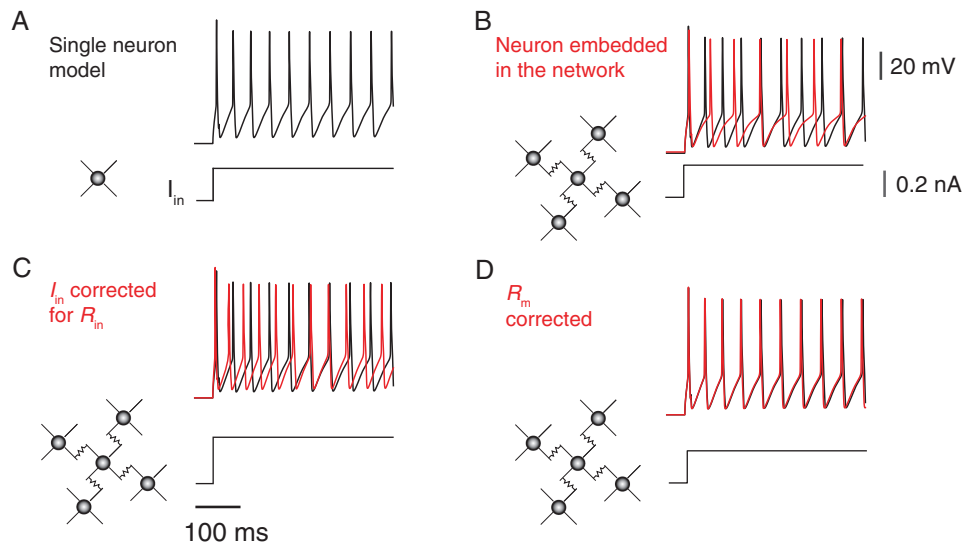 A
Single neuron
model
I_in
B
Neuron embedded
in the network
20 mV
0.2 nA
C
I_in corrected
for R_in
100 ms
D
R_m
corrected